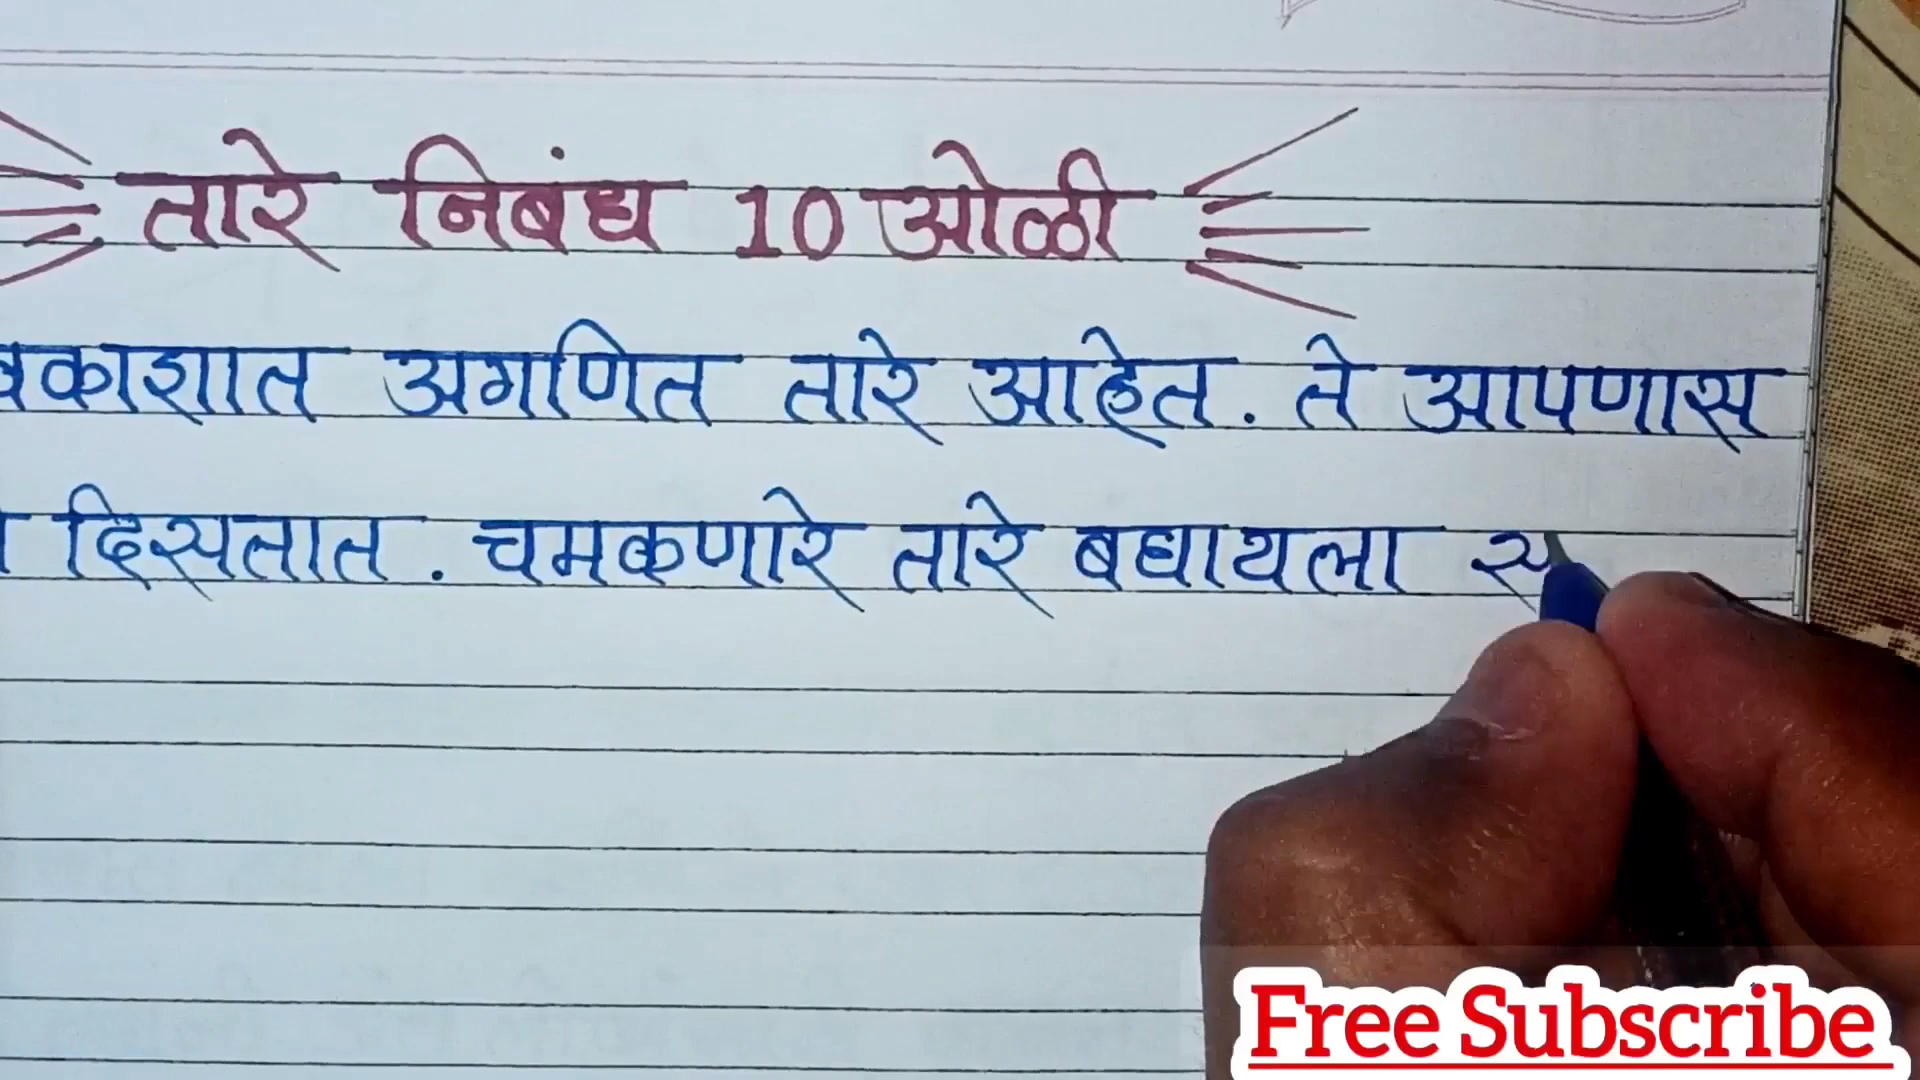 तारे निबंध 10 ओळी
अगणित तारे आहेत. ते आपणास
दिसतात. चमकणारे तारे बघायला
Free Subscribe